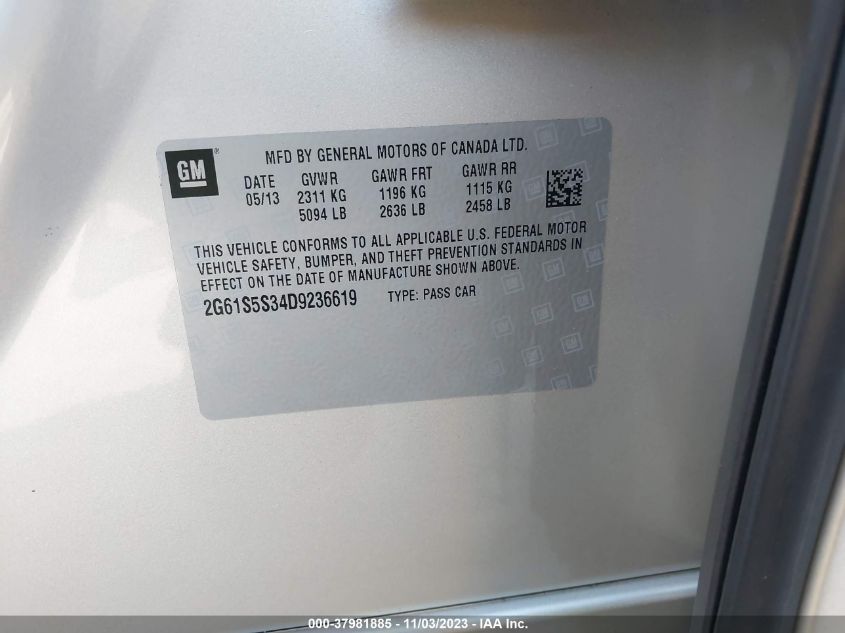 GM
MFD BY GENERAL MOTORS OF CANADA LTD.
DATE GVWR GAWR FRT GAWR RR
05/13 2311 KG 1196 KG 1115 KG
5094 LB 2636 LB 2458 LB
THIS VEHICLE CONFORMS TO ALL APPLICABLE U.S. FEDERAL MOTOR
VEHICLE SAFETY, BUMPER, AND THEFT PREVENTION STANDARDS IN
EFFECT ON THE DATE OF MANUFACTURE SHOWN ABOVE.
2G61S5S34D9236619 TYPE: PASS CAR
000-37981885 - 11/03/2023 - IAA Inc.